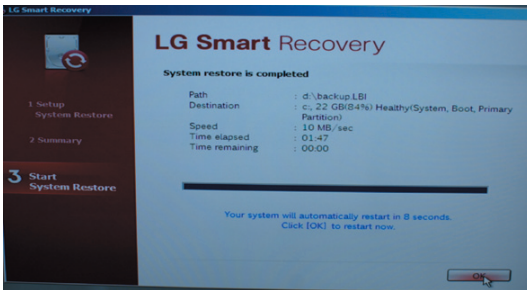 LG Smart Recovery
LG Smart Recovery
System restore is completed
Path : d:\backup.LBI
Destination : c:, 22 GB(84%) Healthy(System, Boot, Primary
Partition)
Speed : 10 MB/sec
Time elapsed : 01:47
Time remaining : 00:00
1 Setup
System Restore
2 Summary
3 Start
System Restore
Your system will automatically restart in 8 seconds.
Click [OK] to restart now.
OK